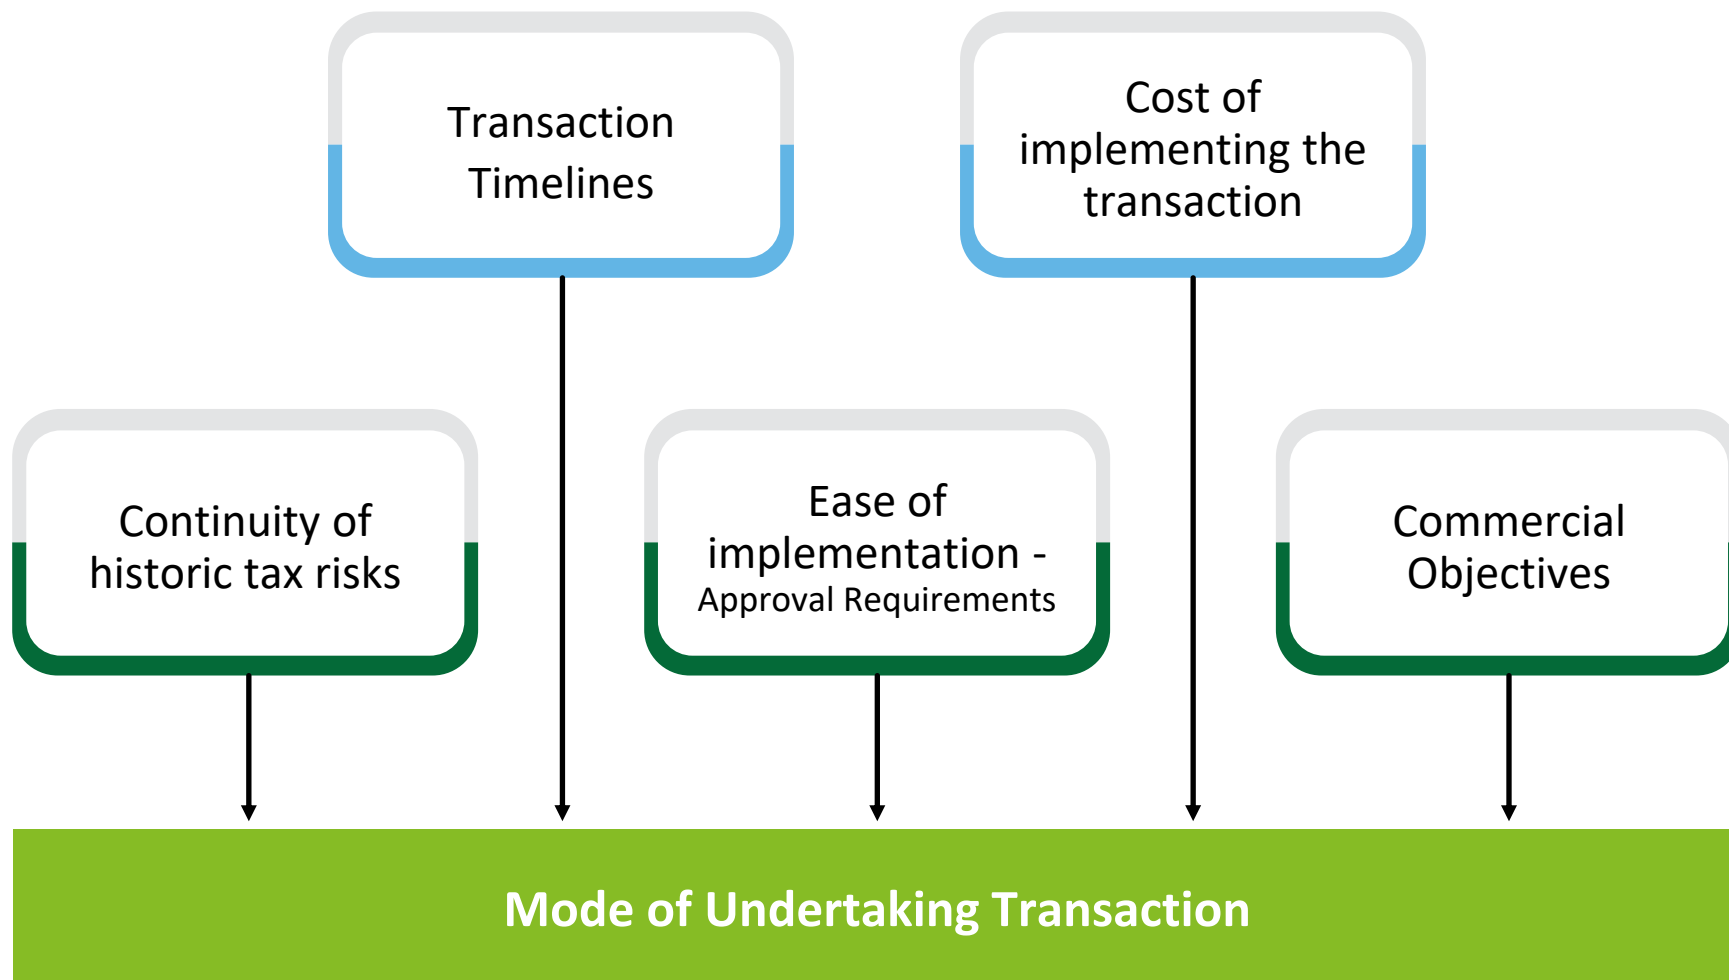 Transaction
Timelines
Cost of
implementing the
transaction
Continuity of
historic tax risks
Ease of
implementation -
Approval Requirements
Commercial
Objectives
Mode of Undertaking Transaction